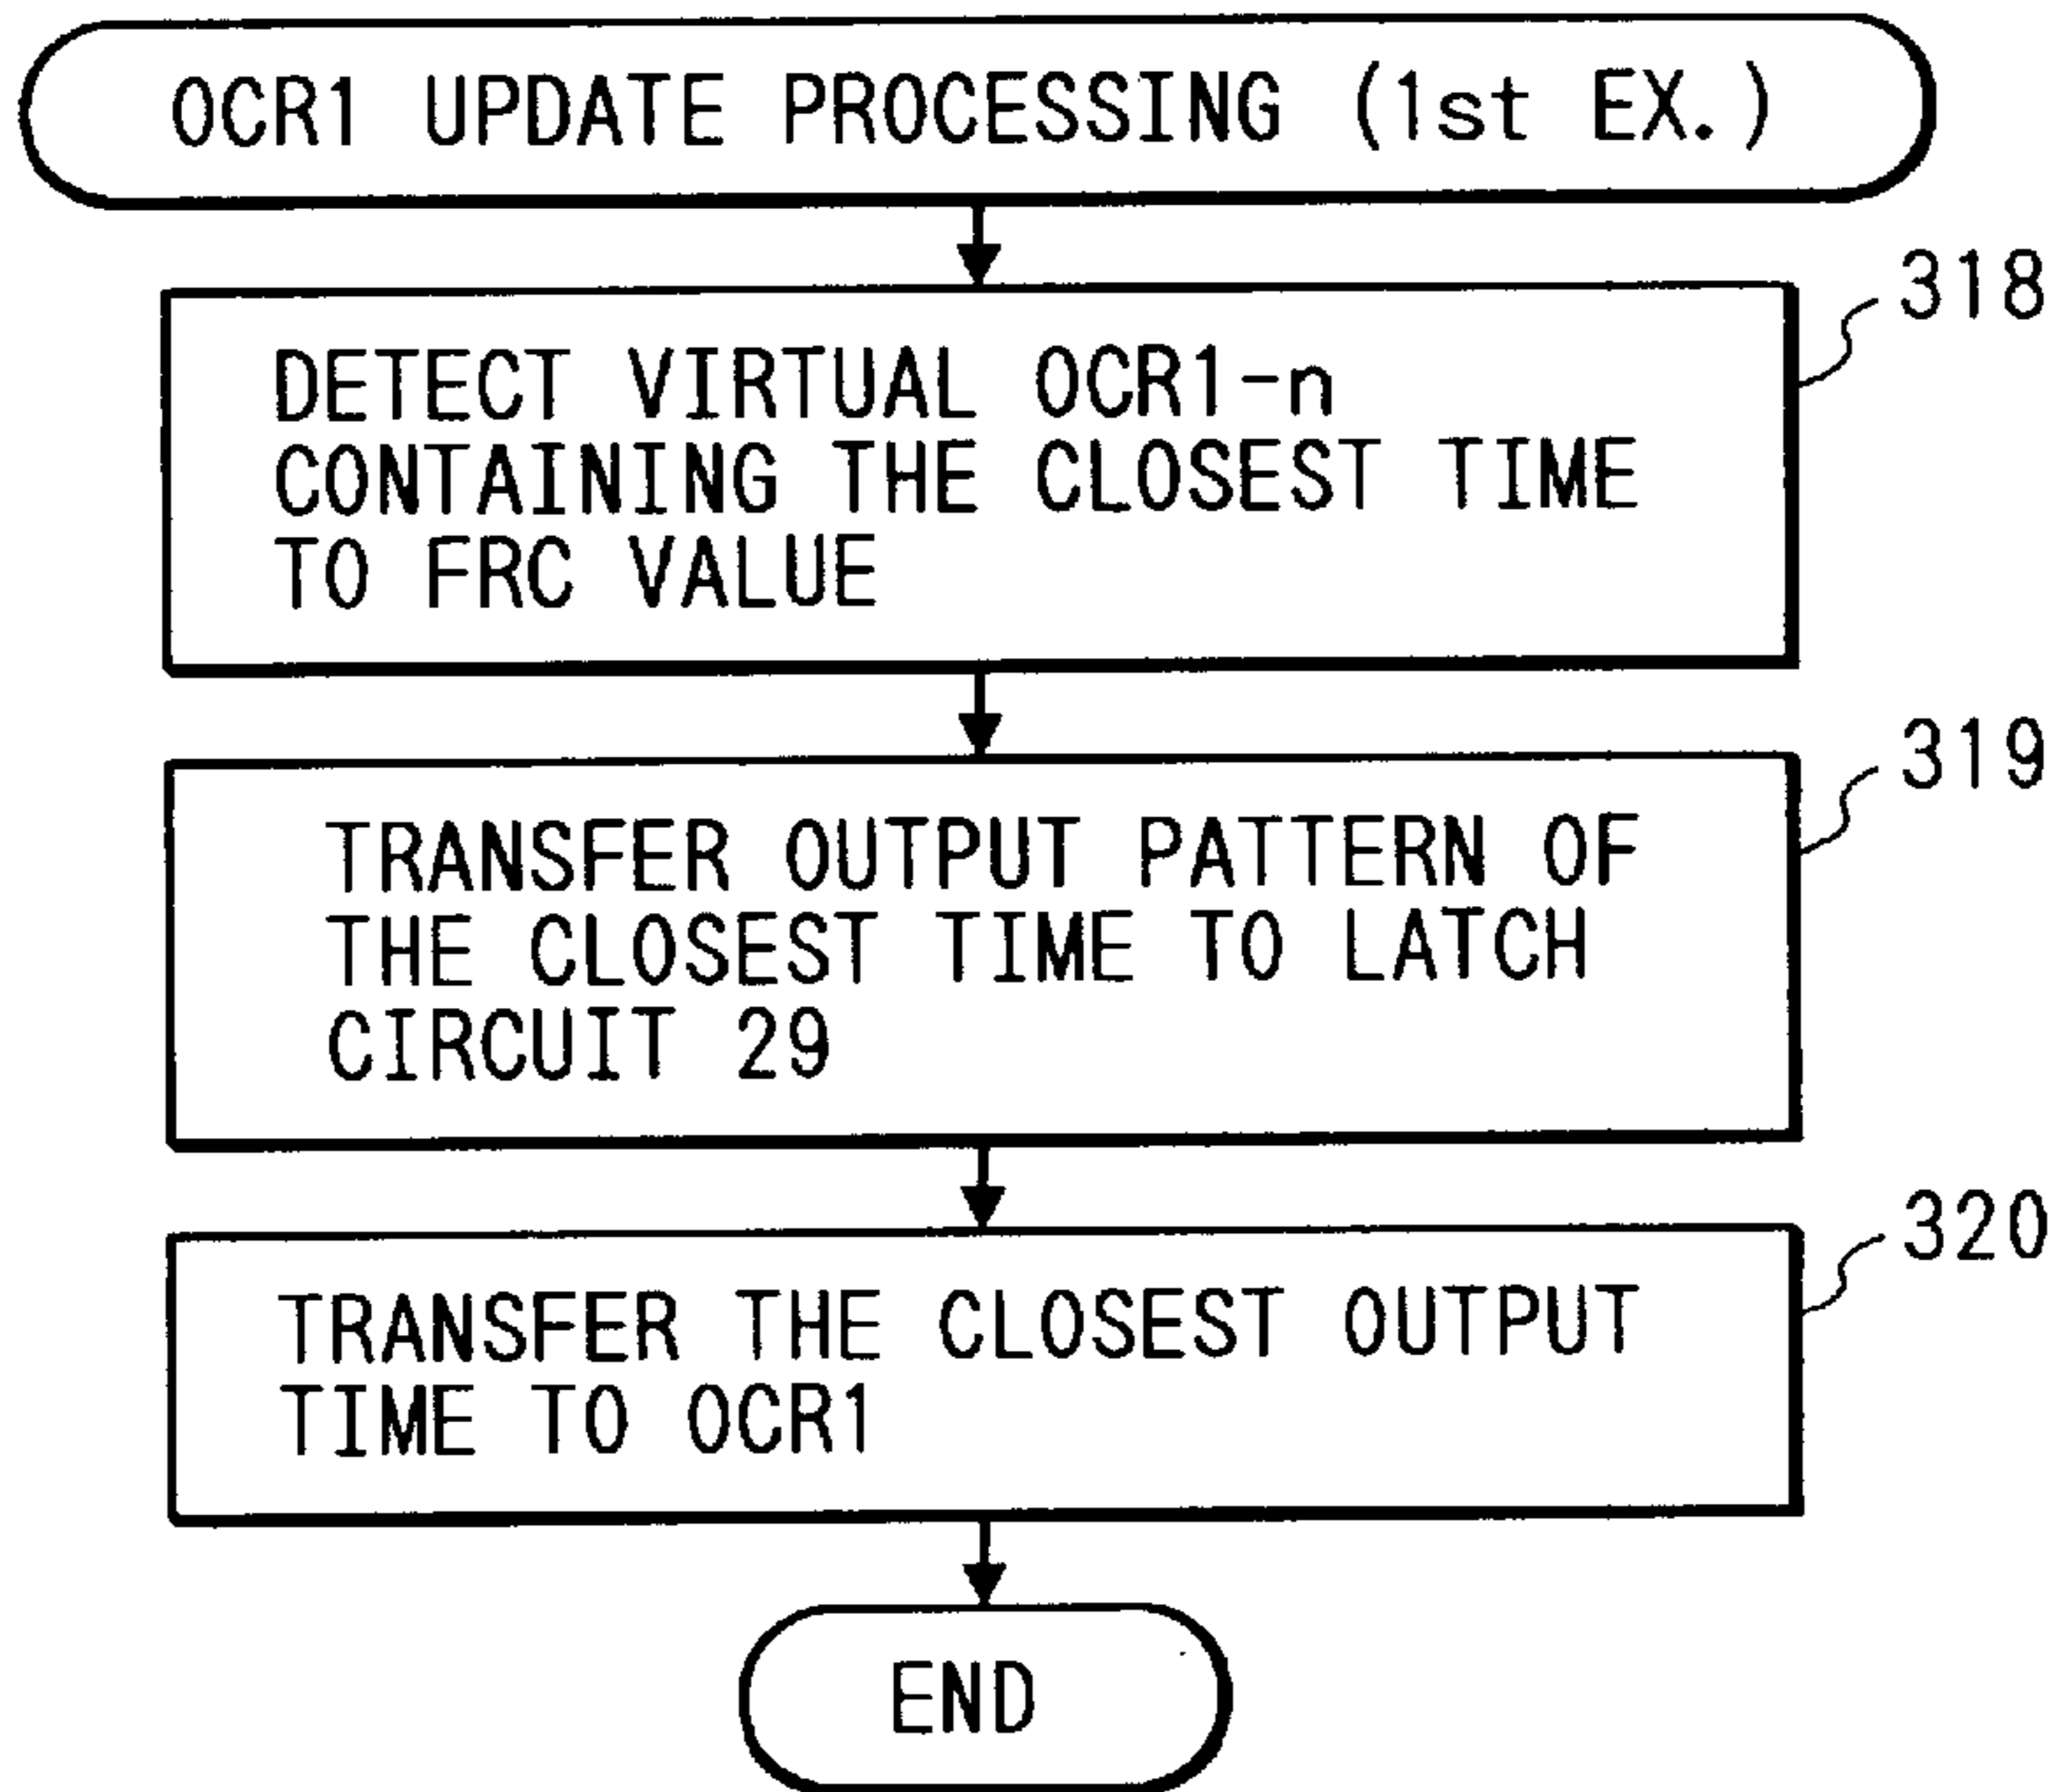 OCR1 UPDATE PROCESSING (1st EX.)
318
DETECT VIRTUAL OCR1-n
CONTAINING THE CLOSEST TIME
TO FRC VALUE
319
TRANSFER OUTPUT PATTERN OF
THE CLOSEST TIME TO LATCH
CIRCUIT 29
320
TRANSFER THE CLOSEST OUTPUT
TIME TO OCR1
END